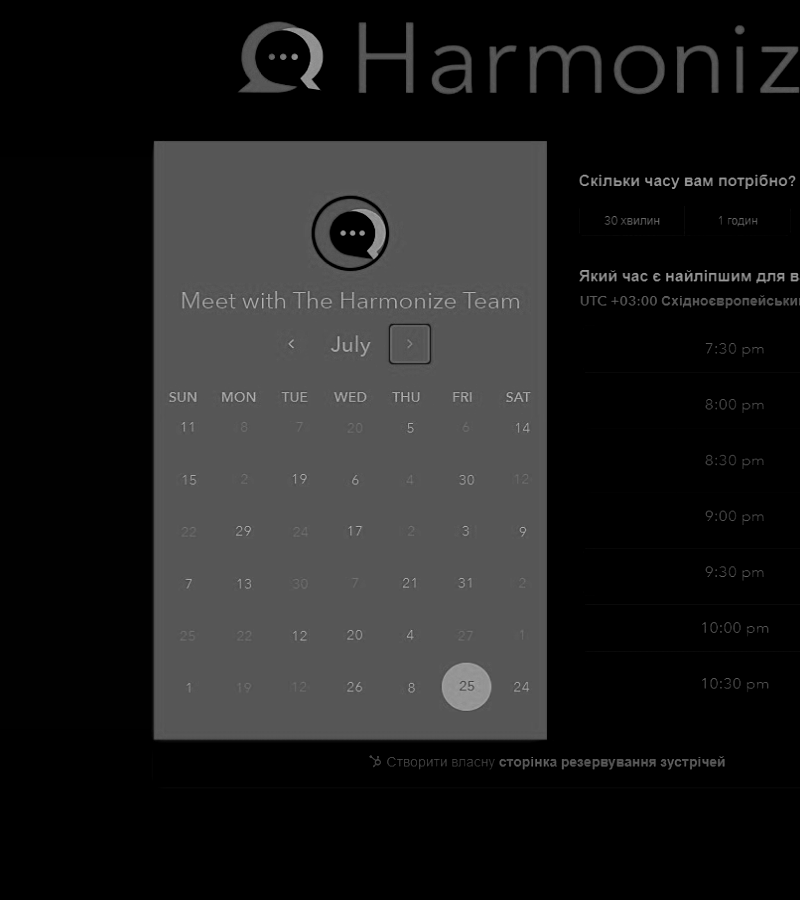 Harmoniz
Meet with The Harmonize Team
July
SUN MON TUE WED THU FRI SAT
11 8 7 20 5 6 14
15 2 19 6 4 30 12
22 29 24 17 2 3 9
7 13 30 7 21 31 2
25 22 12 20 4 27 1
1 19 12 26 8 25 24
Скільки часу вам потрібно?
30 хвилин 1 годин
Який час є найліпшим для в
UTC +03:00 Східноєвропейськи
7:30 pm
8:00 pm
8:30 pm
9:00 pm
9:30 pm
10:00 pm
10:30 pm
Створити власну сторінка резервування зустрічей